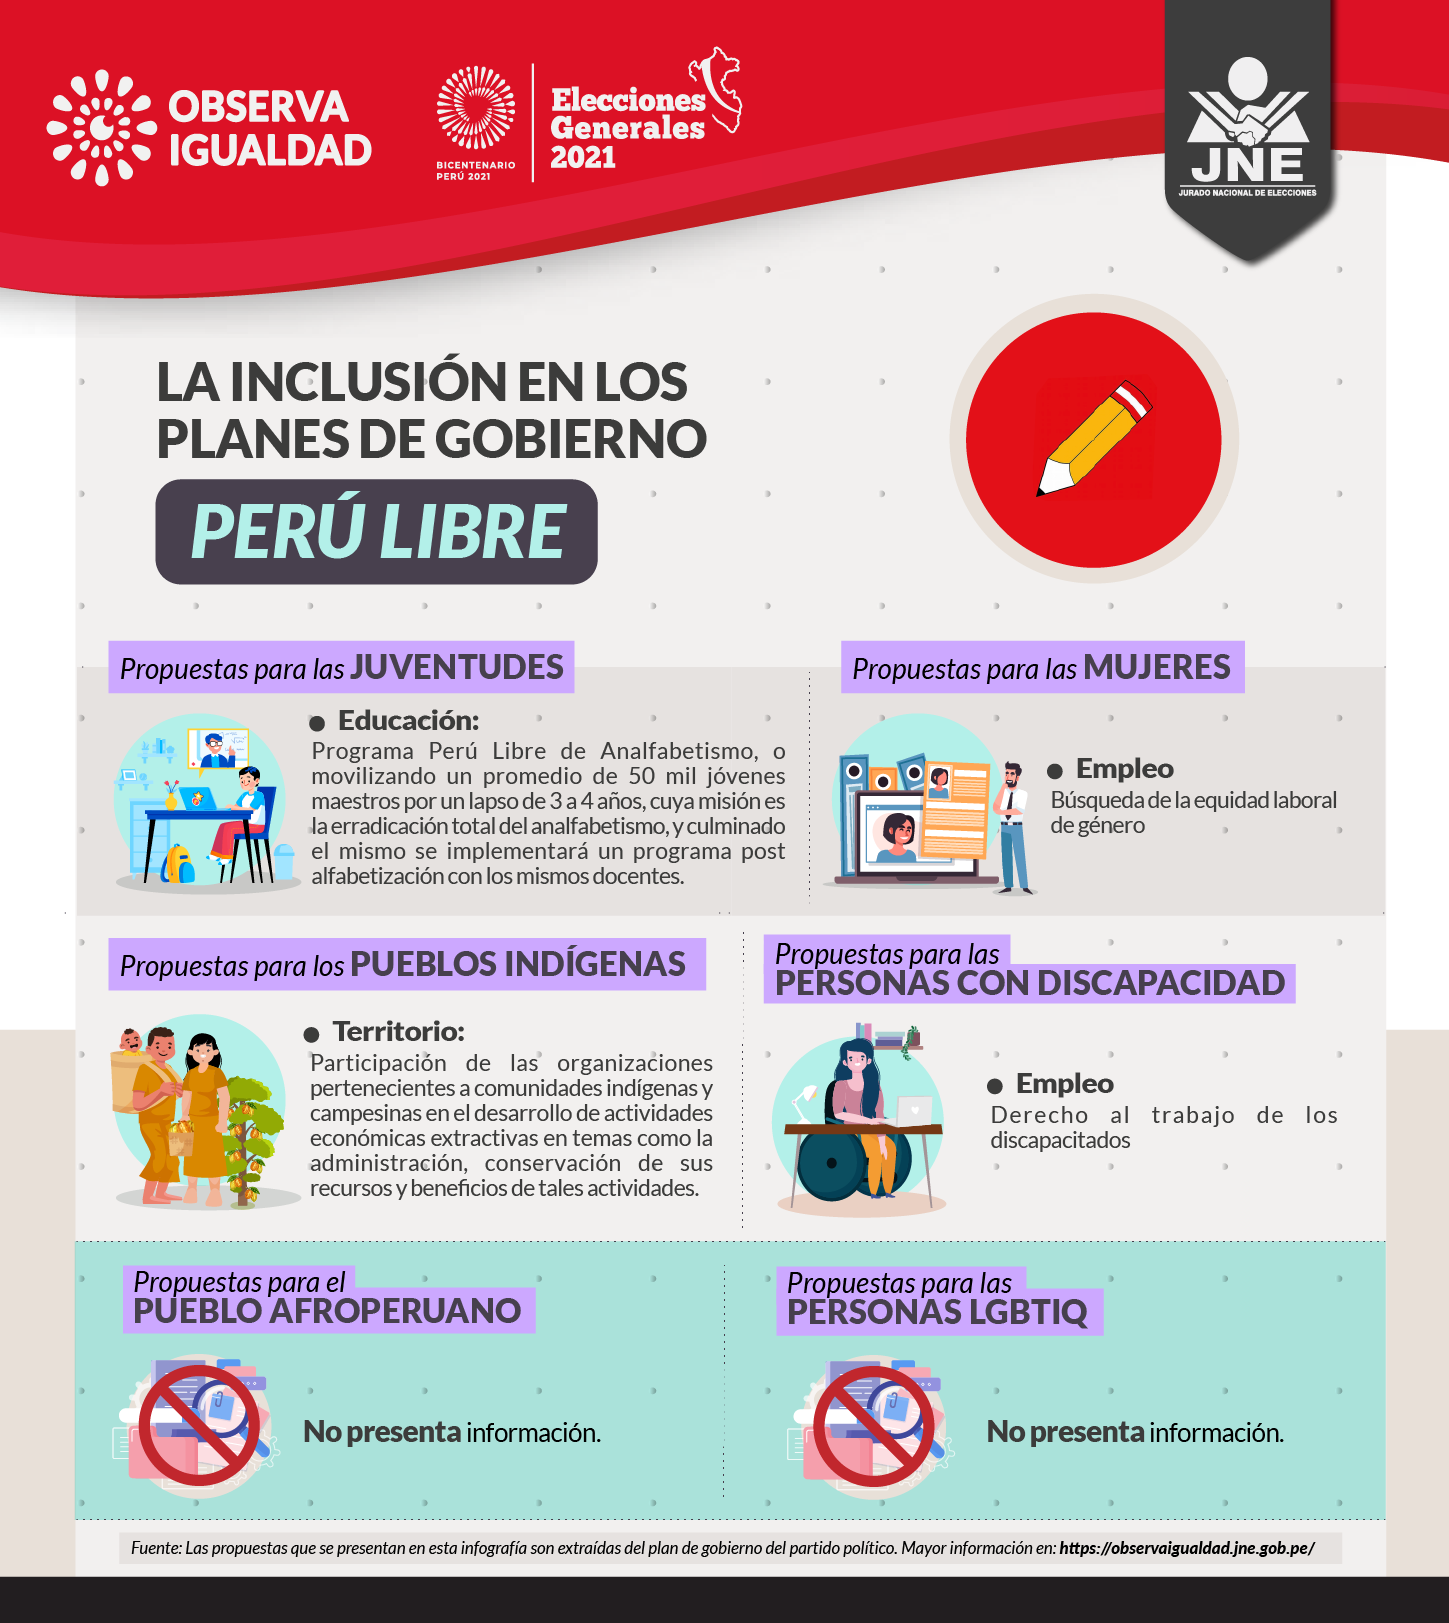 OBSERVA
IGUALDAD
BICENTENARIO
PERÚ 2021
Elecciones
Generales
2021
JNE
JURADO NACIONAL DE ELECCIONES
LA INCLUSIÓN EN LOS
PLANES DE GOBIERNO
PERÚ LIBRE
Propuestas para las JUVENTUDES
● Educación:
Programa Perú Libre de Analfabetismo, o
movilizando un promedio de 50 mil jóvenes
maestros por un lapso de 3 a 4 años, cuya misión es
la erradicación total del analfabetismo, y culminado
el mismo se implementará un programa post
alfabetización con los mismos docentes.
Propuestas para las MUJERES
● Empleo
Búsqueda de la equidad laboral
de género
Propuestas para los PUEBLOS INDÍGENAS
● Territorio:
Participación de las organizaciones
pertenecientes a comunidades indígenas y
campesinas en el desarrollo de actividades
económicas extractivas en temas como la
administración, conservación de sus
recursos y beneficios de tales actividades.
Propuestas para las
PERSONAS CON DISCAPACIDAD
● Empleo
Derecho al trabajo de los
discapacitados
Propuestas para el
PUEBLO AFROPERUANO
No presenta información.
Propuestas para las
PERSONAS LGBTIQ
No presenta información.
Fuente: Las propuestas que se presentan en esta infografía son extraídas del plan de gobierno del partido político. Mayor información en: https://observaigualdad.jne.gob.pe/